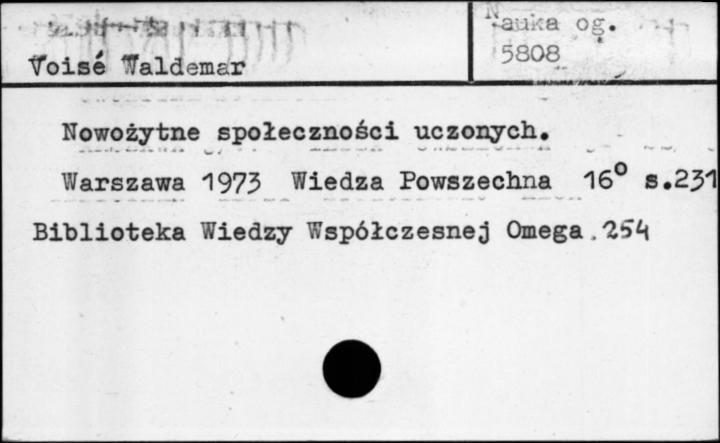 Nauka og.
5808
Voisé Waldemar
Nowożytne społeczności uczonych.
Warszawa 1973 Wiedza Powszechna 16° s.231
Biblioteka Wiedzy Współczesnej Omega.254